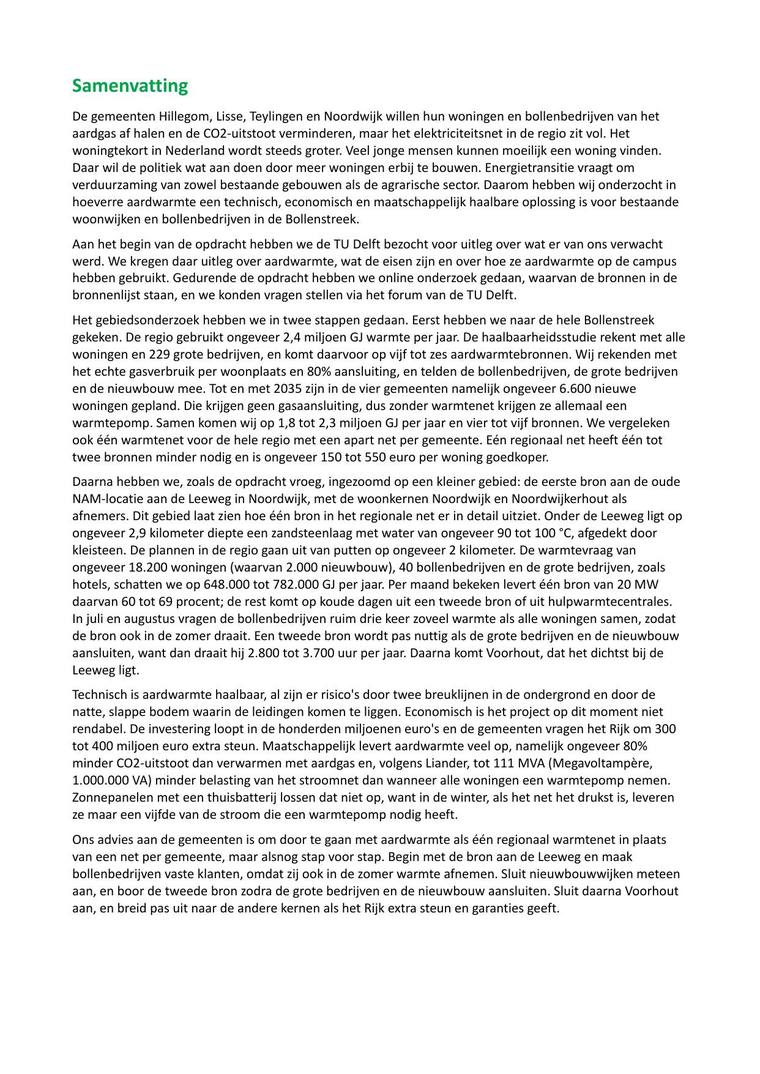 Samenvatting
De gemeenten Hillegom, Lisse, Teylingen en Noordwijk willen hun woningen en bollenbedrijven van het
aardgas af halen en de CO2-uitstoot verminderen, maar het elektriciteitsnet in de regio zit vol. Het
woningtekort in Nederland wordt steeds groter. Veel jonge mensen kunnen moeilijk een woning vinden.
Daar wil de politiek wat aan doen door meer woningen erbij te bouwen. Energietransitie vraagt om
verduurzaming van zowel bestaande gebouwen als de agrarische sector. Daarom hebben wij onderzocht in
hoeverre aardwarmte een technisch, economisch en maatschappelijk haalbare oplossing is voor bestaande
woonwijken en bollenbedrijven in de Bollenstreek.
Aan het begin van de opdracht hebben we de TU Delft bezocht voor uitleg over wat er van ons verwacht
werd. We kregen daar uitleg over aardwarmte, wat de eisen zijn en over hoe ze aardwarmte op de campus
hebben gebruikt. Gedurende de opdracht hebben we online onderzoek gedaan, waarvan de bronnen in de
bronnenlijst staan, en we konden vragen stellen via het forum van de TU Delft.
Het gebiedsonderzoek hebben we in twee stappen gedaan. Eerst hebben we naar de hele Bollenstreek
gekeken. De regio gebruikt ongeveer 2,4 miljoen GJ warmte per jaar. De haalbaarheidsstudie rekent met alle
woningen en 229 grote bedrijven, en komt daarvoor op vijf tot zes aardwarmtebronnen. Wij rekenden met
het echte gasverbruik per woonplaats en 80% aansluiting, en telden de bollenbedrijven, de grote bedrijven
en de nieuwbouw mee. Tot en met 2035 zijn in de vier gemeenten namelijk ongeveer 6.600 nieuwe
woningen gepland. Die krijgen geen gasaansluiting, dus zonder warmtenet krijgen ze allemaal een
warmtepomp. Samen komen wij op 1,8 tot 2,3 miljoen GJ per jaar en vier tot vijf bronnen. We vergeleken
ook één warmtenet voor de hele regio met een apart net per gemeente. Eén regionaal net heeft één tot
twee bronnen minder nodig en is ongeveer 150 tot 550 euro per woning goedkoper.
Daarna hebben we, zoals de opdracht vroeg, ingezoomd op een kleiner gebied: de eerste bron aan de oude
NAM-locatie aan de Leeweg in Noordwijk, met de woonkernen Noordwijk en Noordwijkerhout als
afnemers. Dit gebied laat zien hoe één bron in het regionale net er in detail uitziet. Onder de Leeweg ligt op
ongeveer 2,9 kilometer diepte een zandsteenlaag met water van ongeveer 90 tot 100 °C, afgedekt door
kleisteen. De plannen in de regio gaan uit van putten op ongeveer 2 kilometer. De warmtevraag van
ongeveer 18.200 woningen (waarvan 2.000 nieuwbouw), 40 bollenbedrijven en de grote bedrijven, zoals
hotels, schatten we op 648.000 tot 782.000 GJ per jaar. Per maand bekeken levert één bron van 20 MW
daarvan 60 tot 69 procent; de rest komt op koude dagen uit een tweede bron of uit hulpwarmtecentrales.
In juli en augustus vragen de bollenbedrijven ruim drie keer zoveel warmte als alle woningen samen, zodat
de bron ook in de zomer draait. Een tweede bron wordt pas nuttig als de grote bedrijven en de nieuwbouw
aansluiten, want dan draait hij 2.800 tot 3.700 uur per jaar. Daarna komt Voorhout, dat het dichtst bij de
Leeweg ligt.
Technisch is aardwarmte haalbaar, al zijn er risico's door twee breuklijnen in de ondergrond en door de
natte, slappe bodem waarin de leidingen komen te liggen. Economisch is het project op dit moment niet
rendabel. De investering loopt in de honderden miljoenen euro's en de gemeenten vragen het Rijk om 300
tot 400 miljoen euro extra steun. Maatschappelijk levert aardwarmte veel op, namelijk ongeveer 80%
minder CO2-uitstoot dan verwarmen met aardgas en, volgens Liander, tot 111 MVA (Megavoltampère,
1.000.000 VA) minder belasting van het stroomnet dan wanneer alle woningen een warmtepomp nemen.
Zonnepanelen met een thuisbatterij lossen dat niet op, want in de winter, als het net het drukst is, leveren
ze maar een vijfde van de stroom die een warmtepomp nodig heeft.
Ons advies aan de gemeenten is om door te gaan met aardwarmte als één regionaal warmtenet in plaats
van een net per gemeente, maar alsnog stap voor stap. Begin met de bron aan de Leeweg en maak
bollenbedrijven vaste klanten, omdat zij ook in de zomer warmte afnemen. Sluit nieuwbouwwijken meteen
aan, en boor de tweede bron zodra de grote bedrijven en de nieuwbouw aansluiten. Sluit daarna Voorhout
aan, en breid pas uit naar de andere kernen als het Rijk extra steun en garanties geeft.